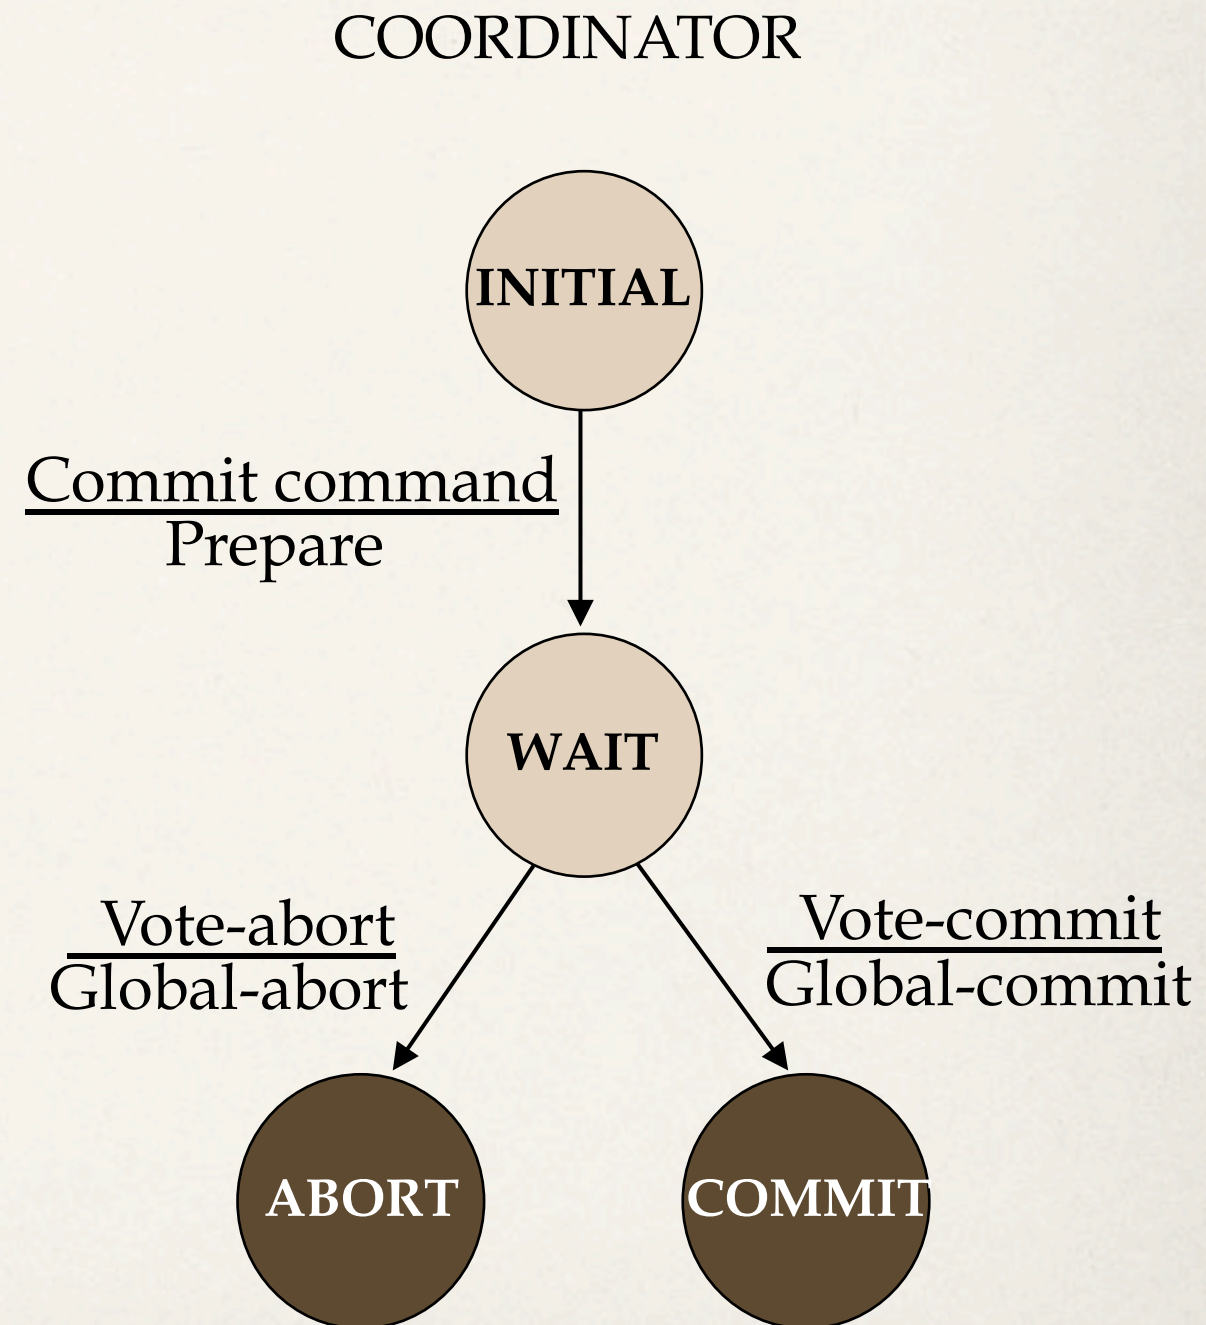 COORDINATOR
INITIAL
Commit command
Prepare
WAIT
Vote-abort
Global-abort
Vote-commit
Global-commit
ABORT
COMMIT